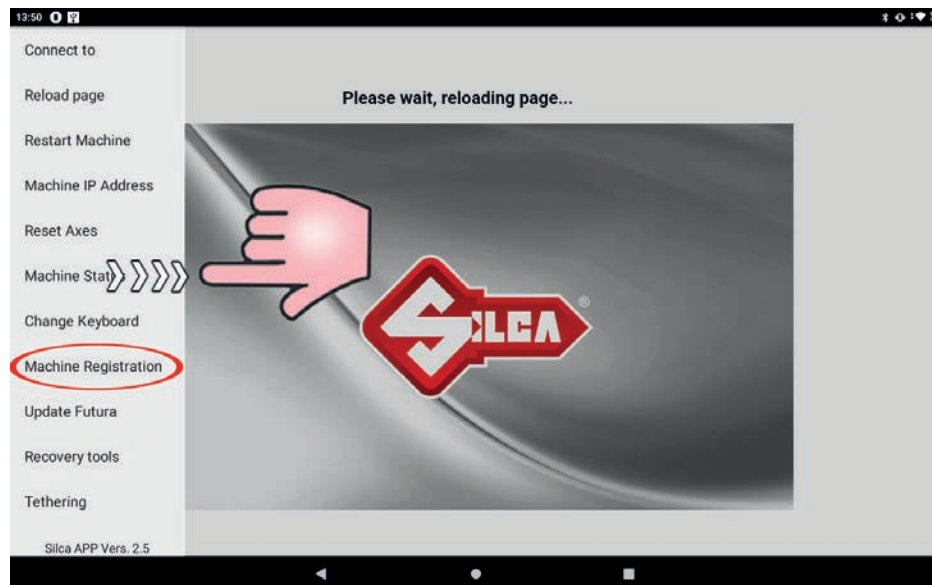 13:50
Connect to
Reload page
Please wait, reloading page...
Restart Machine
Machine IP Address
Reset Axes
Machine Stat
Change Keyboard
Machine Registration
Update Futura
Recovery tools
Tethering
Silca APP Vers. 2.5
SILCA
®